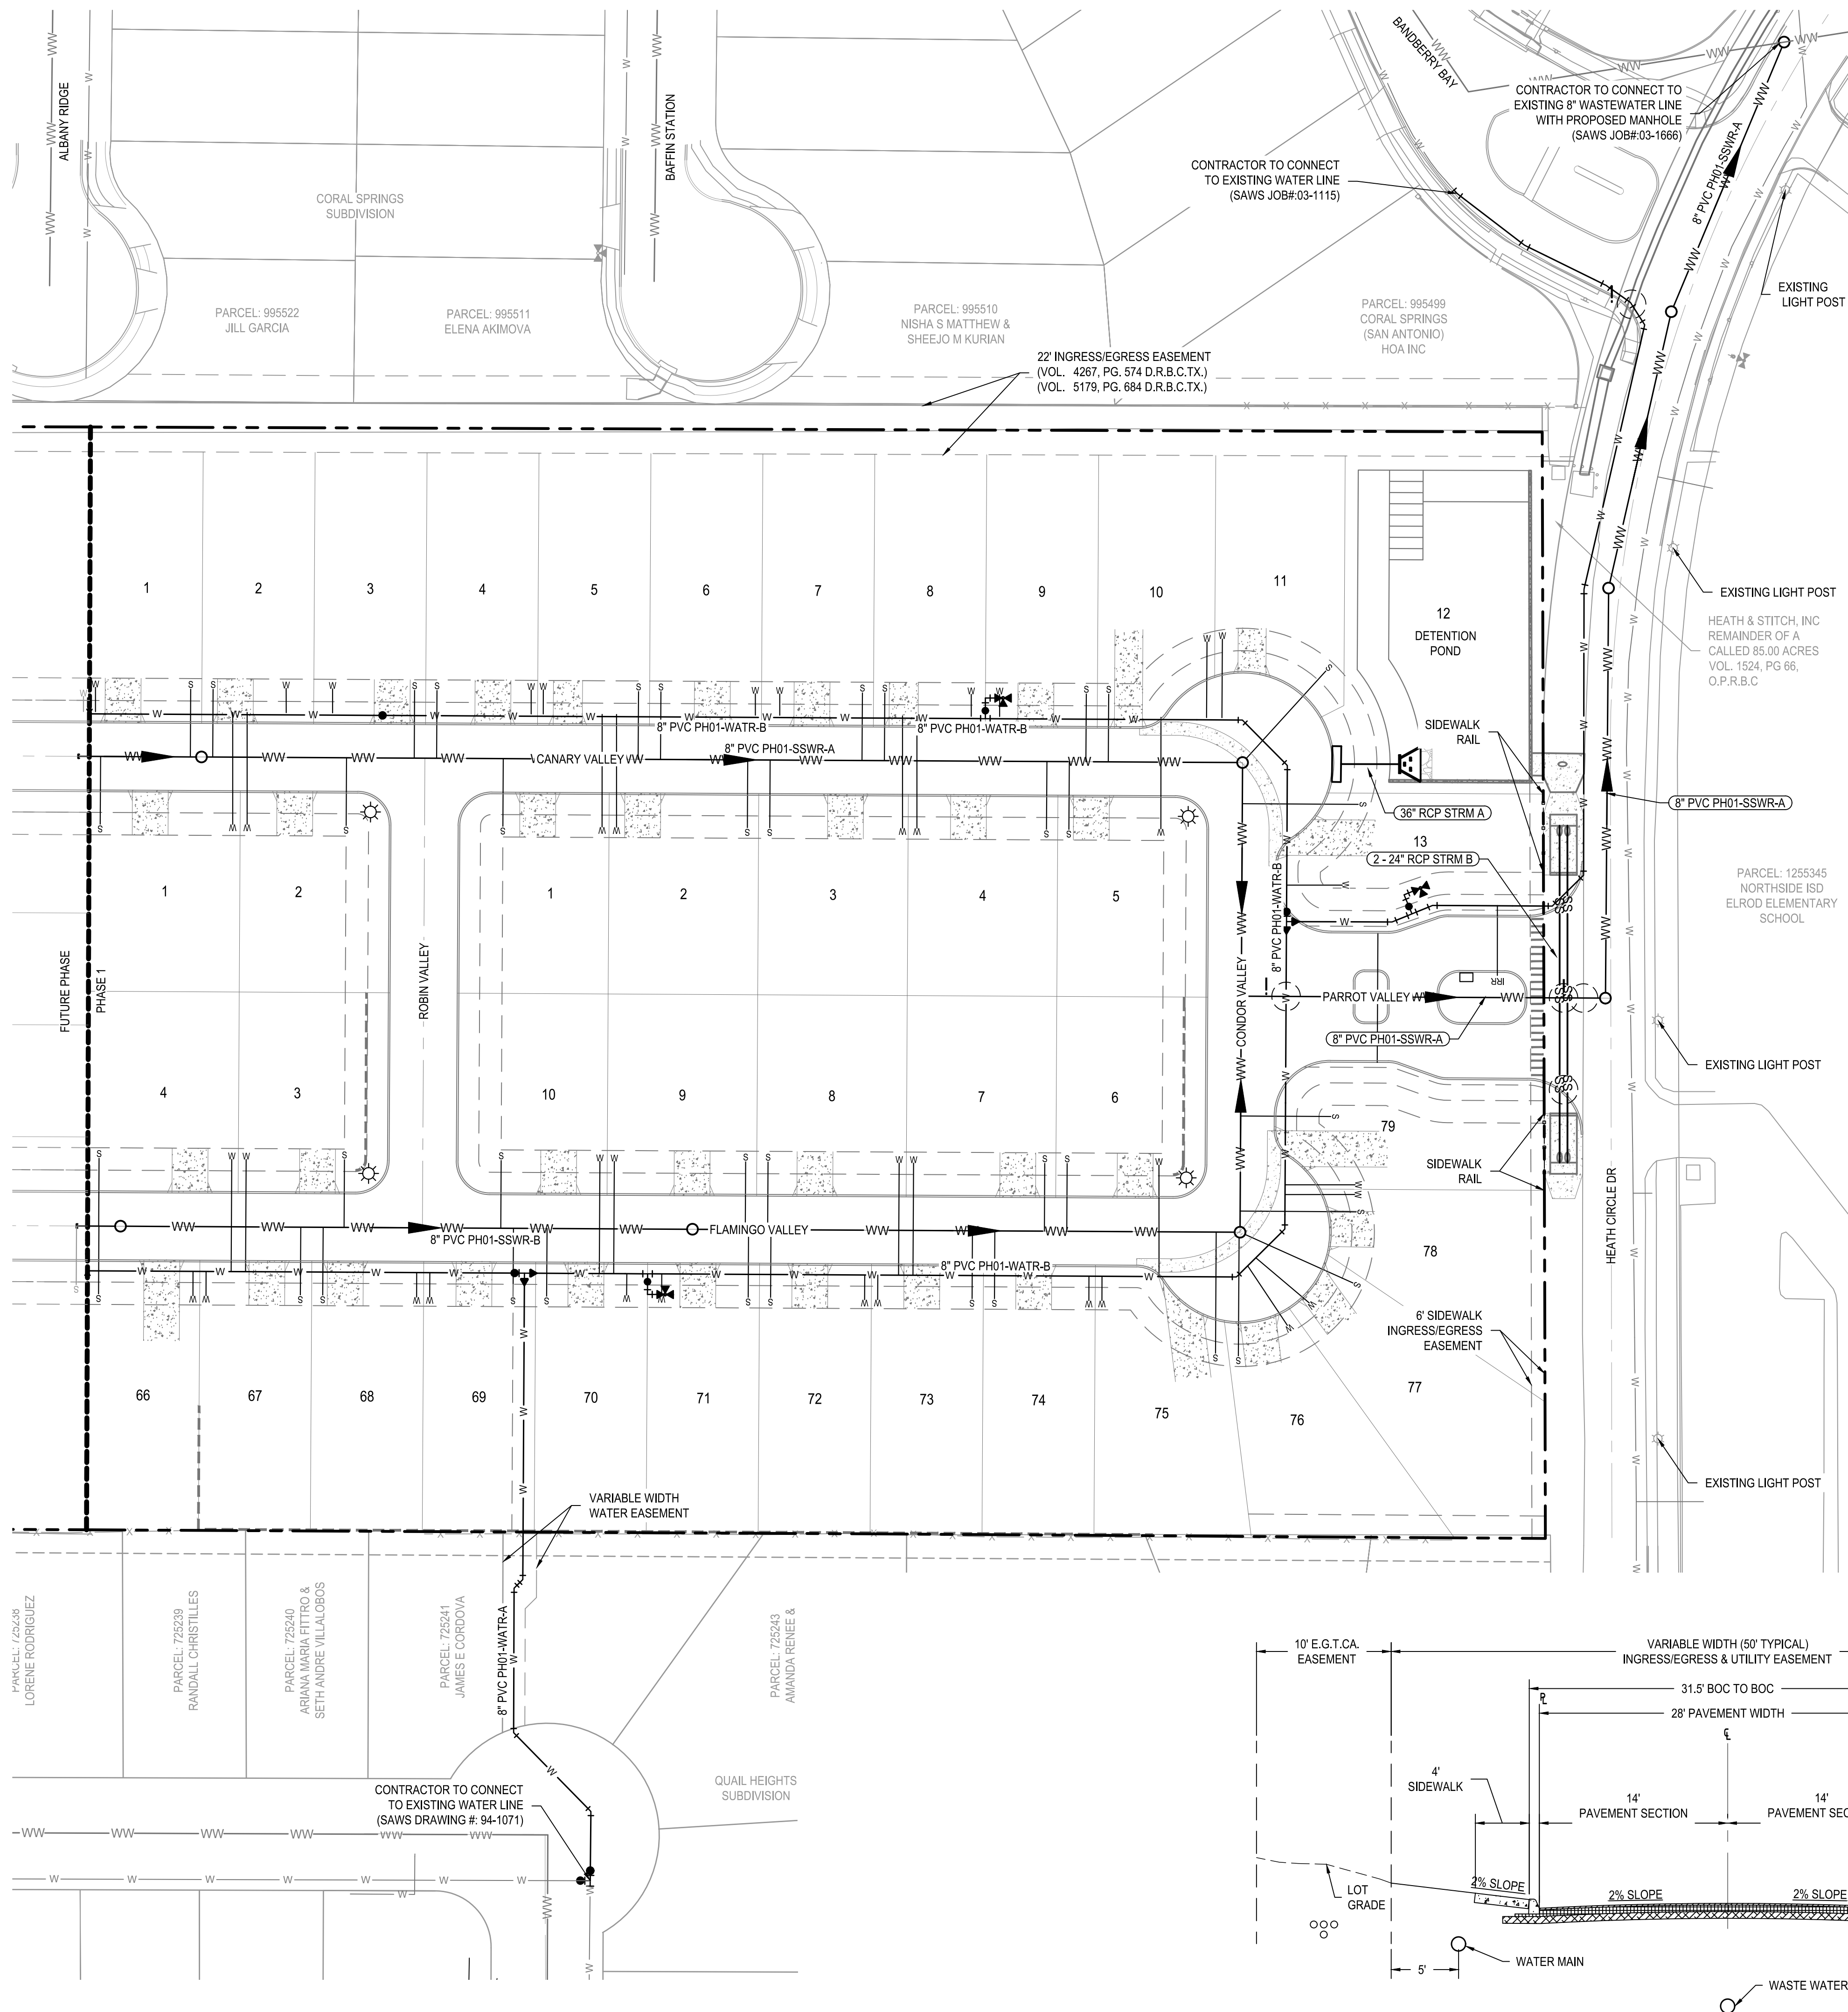 ALBANY RIDGE
BAFFIN STATION
BANDBERRY BAY
CONTRACTOR TO CONNECT TO
EXISTING 8" WASTEWATER LINE
WITH PROPOSED MANHOLE
(SAWS JOB#:03-1666)
8" PVC PH01-SSWR-A
CONTRACTOR TO CONNECT
TO EXISTING WATER LINE
(SAWS JOB#:03-1115)
CORAL SPRINGS
SUBDIVISION
EXISTING
LIGHT POST
PARCEL: 995522
JILL GARCIA
PARCEL: 995511
ELENA AKIMOVA
PARCEL: 995510
NISHA S MATTHEW &
SHEEJO M KURIAN
PARCEL: 995499
CORAL SPRINGS
(SAN ANTONIO)
HOA INC
22' INGRESS/EGRESS EASEMENT
(VOL. 4267, PG. 574 D.R.B.C.TX.)
(VOL. 5179, PG. 684 D.R.B.C.TX.)
1
2
3
4
5
6
7
8
9
10
11
12
DETENTION
POND
EXISTING LIGHT POST
HEATH & STITCH, INC
REMAINDER OF A
CALLED 85.00 ACRES
VOL. 1524, PG 66,
O.P.R.B.C
SIDEWALK
RAIL
8" PVC PH01-WATR-B
8" PVC PH01-WATR-B
CANARY VALLEY
8" PVC PH01-SSWR-A
36" RCP STRM A
8" PVC PH01-SSWR-A
13
2 - 24" RCP STRM B
PARCEL: 1255345
NORTHSIDE ISD
ELROD ELEMENTARY
SCHOOL
1
2
1
2
3
4
5
FUTURE PHASE
PHASE 1
ROBIN VALLEY
CONDOR VALLEY
8" PVC PH01-WATR-B
IRR
PARROT VALLEY
8" PVC PH01-SSWR-A
EXISTING LIGHT POST
4
3
10
9
8
7
6
79
SIDEWALK
RAIL
HEATH CIRCLE DR
FLAMINGO VALLEY
8" PVC PH01-SSWR-B
8" PVC PH01-WATR-B
78
6' SIDEWALK
INGRESS/EGRESS
EASEMENT
66
67
68
69
70
71
72
73
74
75
76
77
EXISTING LIGHT POST
VARIABLE WIDTH
WATER EASEMENT
PARCEL: 725238
LORENE RODRIGUEZ
PARCEL: 725239
RANDALL CHRISTILLES
PARCEL: 725240
ARIANA MARIA FITTRO &
SETH ANDRE VILLALOBOS
PARCEL: 725241
JAMES E CORDOVA
8" PVC PH01-WATR-A
PARCEL: 725243
AMANDA RENEE &
QUAIL HEIGHTS
SUBDIVISION
CONTRACTOR TO CONNECT
TO EXISTING WATER LINE
(SAWS DRAWING #: 94-1071)
10' E.G.T.CA.
EASEMENT
VARIABLE WIDTH (50' TYPICAL)
INGRESS/EGRESS & UTILITY EASEMENT
31.5' BOC TO BOC
28' PAVEMENT WIDTH
4'
SIDEWALK
14'
PAVEMENT SECTION
14'
PAVEMENT SEC
2% SLOPE
2% SLOPE
2% SLOPE
LOT
GRADE
5'
WATER MAIN
WASTE WATER